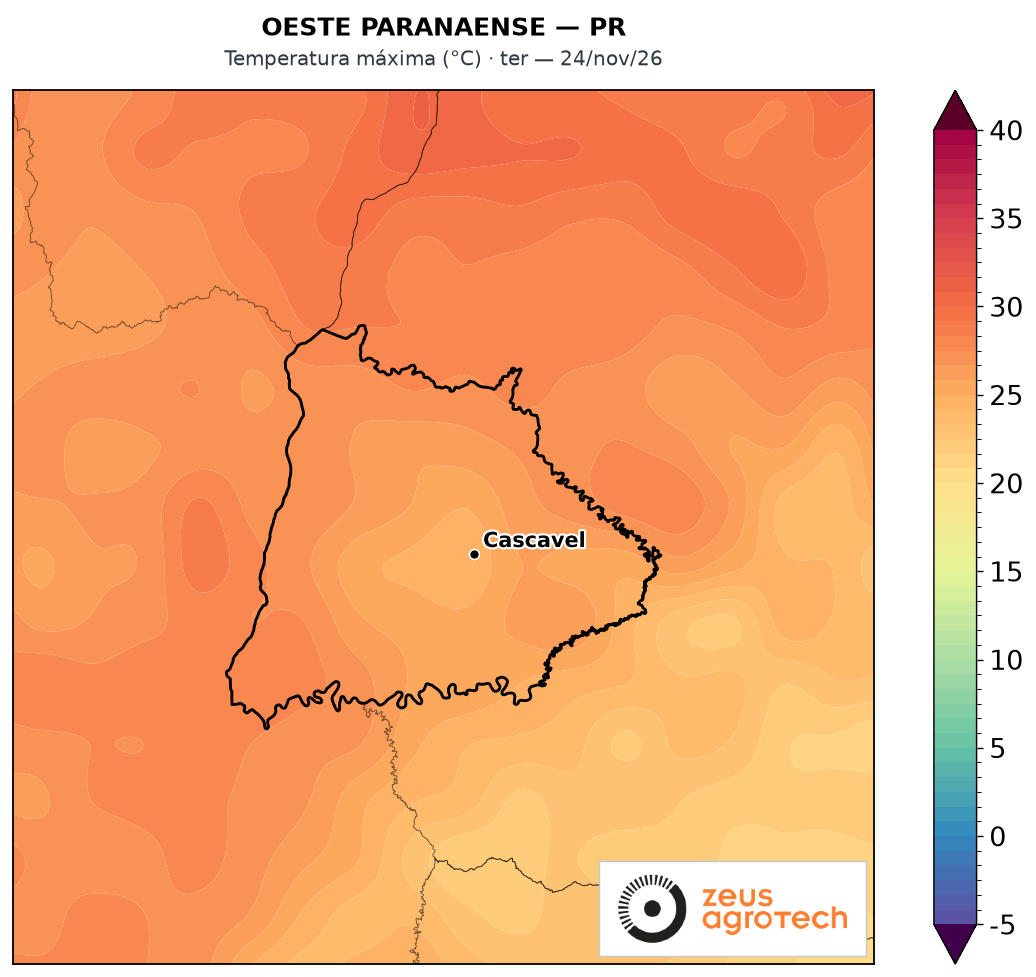 OESTE PARANAENSE — PR
Temperatura máxima (°C) · ter — 24/nov/26
Cascavel
40
35
30
25
20
15
10
5
0
-5
zeus
agrotech